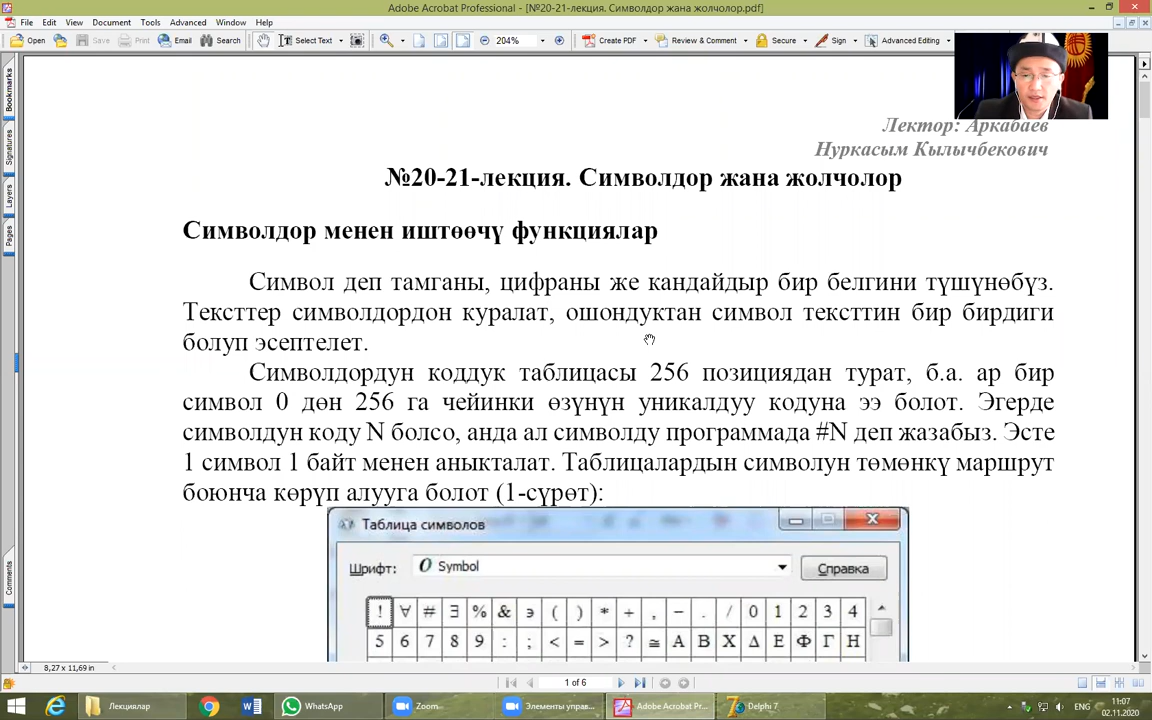 Adobe Acrobat Professional - [№20-21-лекция. Символдор жана жолчолор.pdf]
File Edit View Document Tools Advanced Window Help
Open Save Print Email Search Select Text 204% Create PDF Review & Comment Secure Sign Advanced Editing
Bookmarks
Signatures
Layers
Pages
Comments
Лектор: Аркабаев
Нуркасым Кылычбекович
№20-21-лекция. Символдор жана жолчолор
Символдор менен иштөөчү функциялар
Символ деп тамганы, цифраны же кандайдыр бир белгини түшүнөбүз.
Тексттер символдордон куралат, ошондуктан символ тексттин бир бирдиги
болуп эсептелет.
Символдордун коддук таблицасы 256 позициядан турат, б.а. ар бир
символ 0 дөн 256 га чейинки өзүнүн уникалдуу кодуна ээ болот. Эгерде
символдун коду N болсо, анда ал символду программада #N деп жазабыз. Эсте
1 символ 1 байт менен аныкталат. Таблицалардын символун төмөнкү маршрут
боюнча көрүп алууга болот (1-сүрөт):
Таблица символов
Шрифт: Symbol Справка
! ∀ # ∃ % & ∍ ( ) * + , − . / 0 1 2 3 4
5 6 7 8 9 : ; < = > ? ≅ Α Β Χ Δ Ε Φ Γ Η
8,27 x 11,69 in
1 of 6
Лекциялар WhatsApp Zoom Элементы управ... Adobe Acrobat Pr... Delphi 7 ENG 11:07
02.11.2020